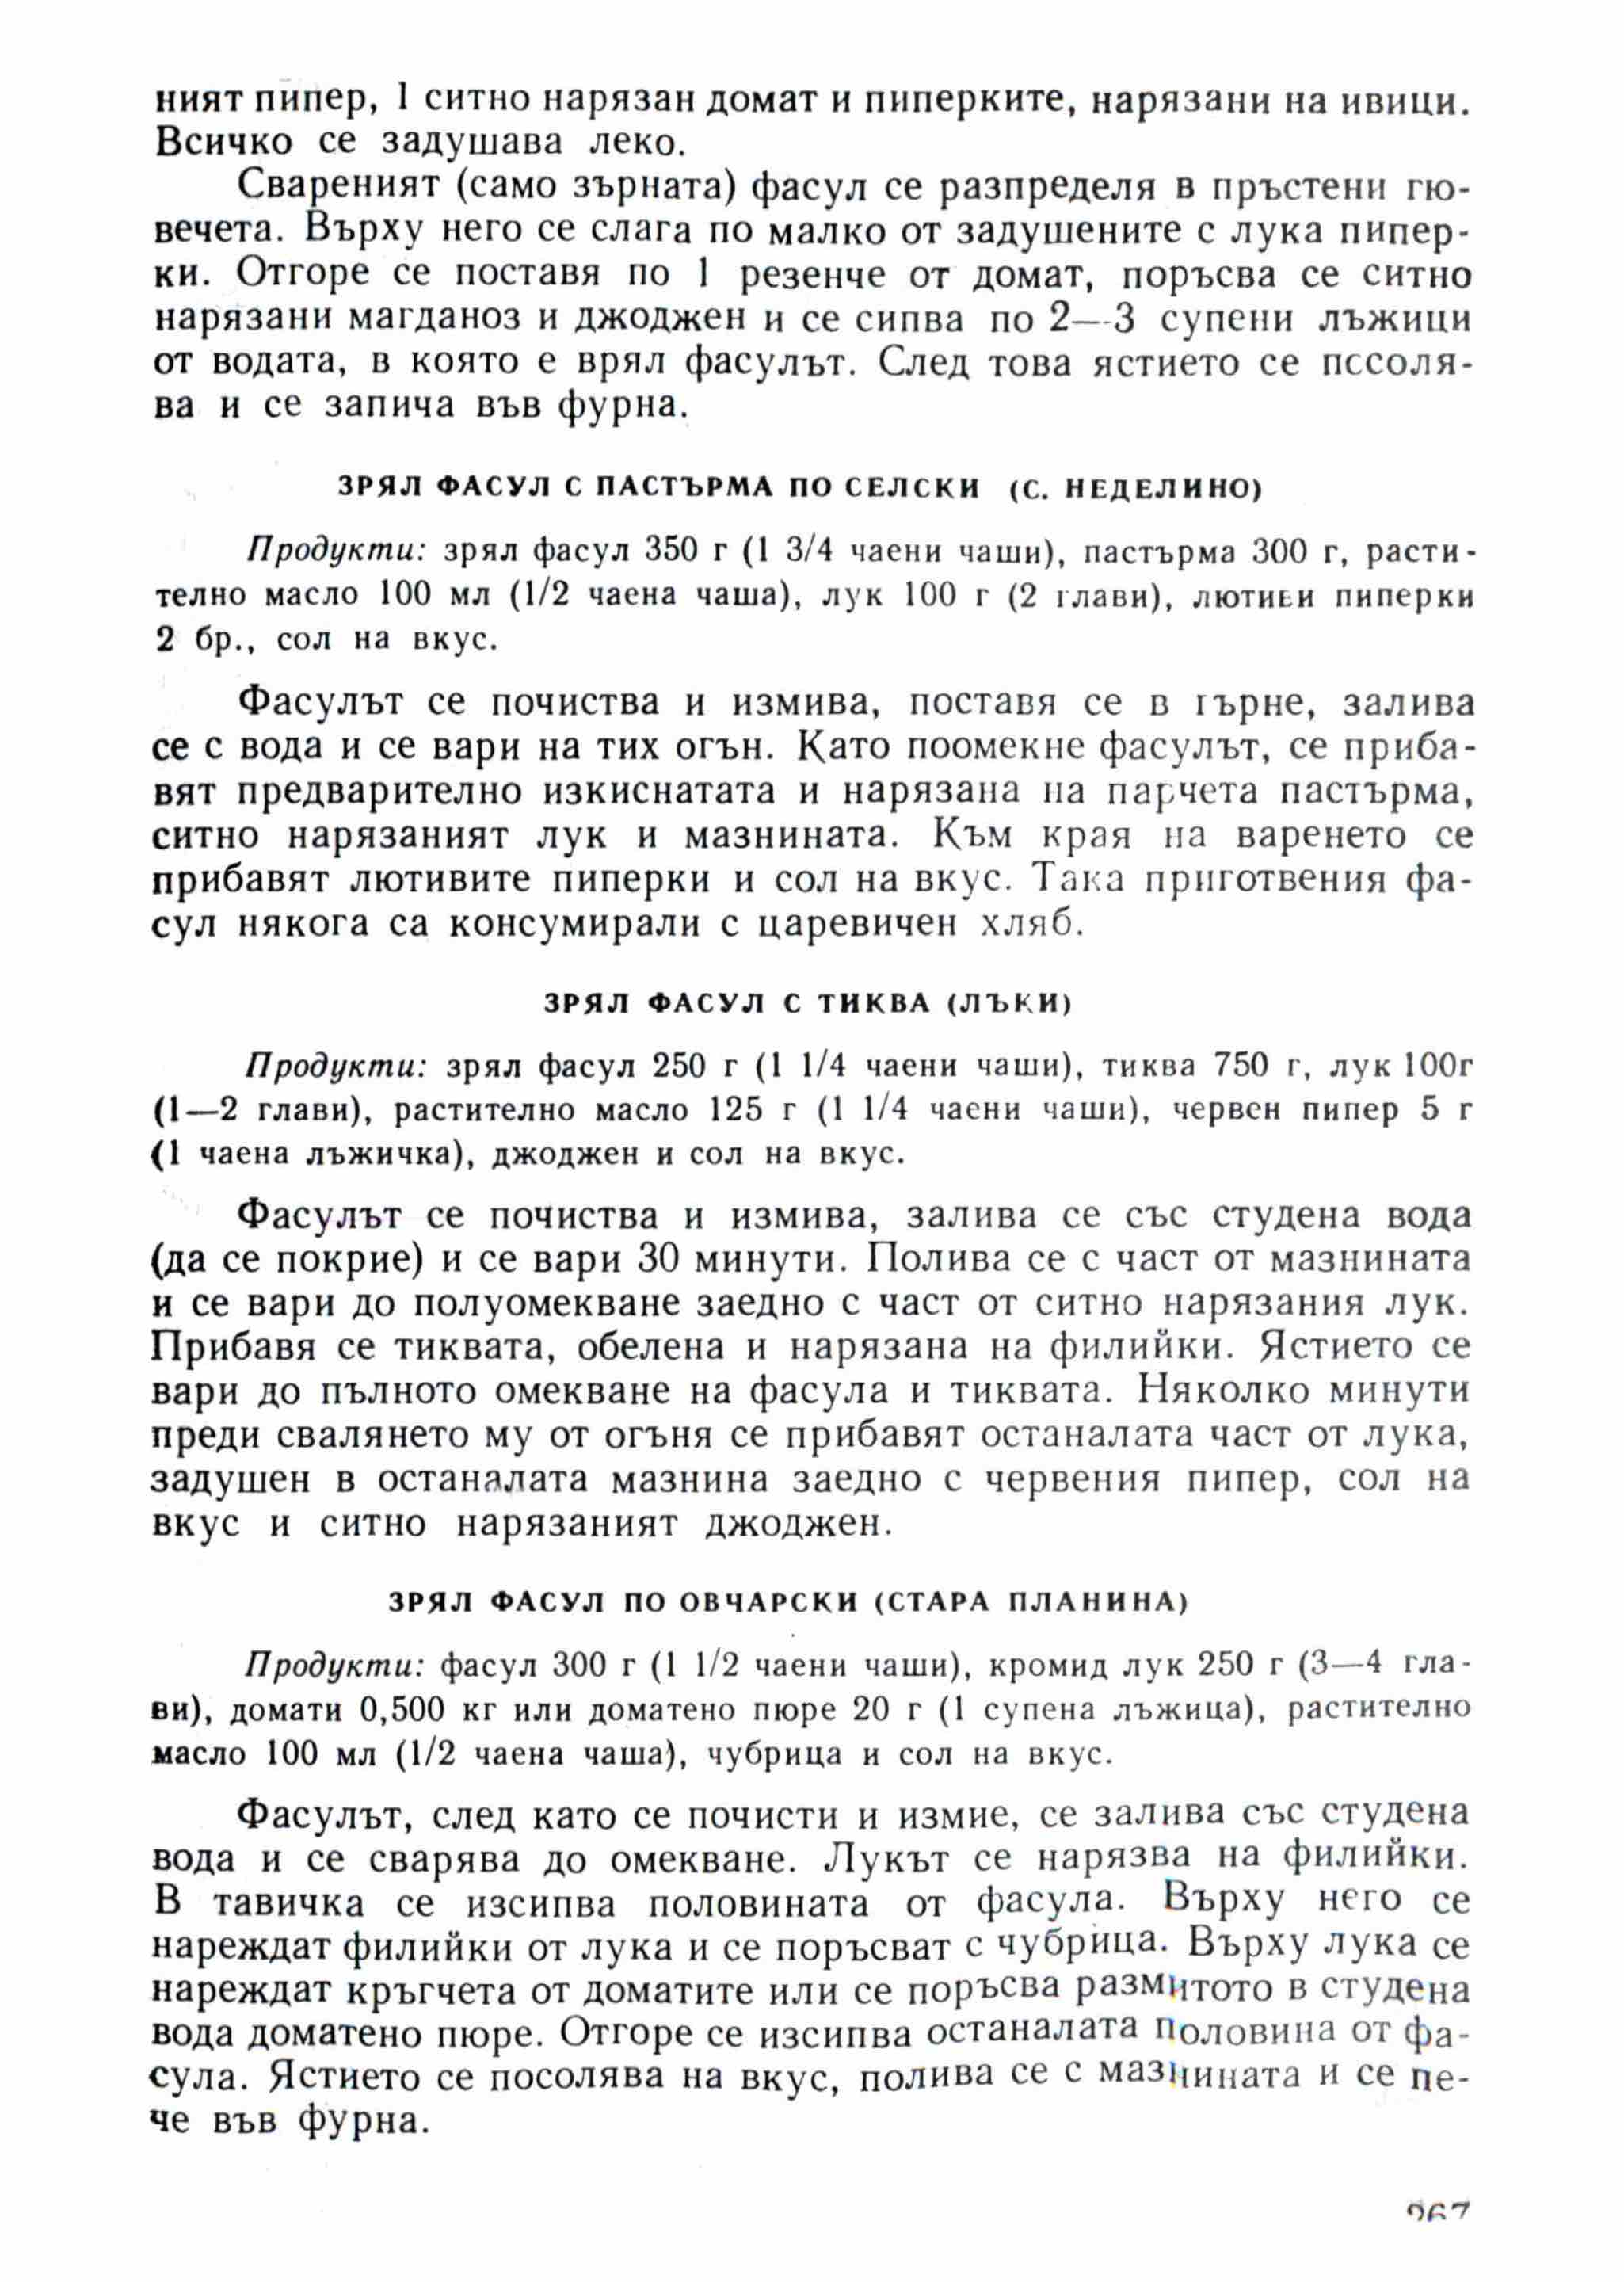 ният пипер, 1 ситно нарязан домат и пиперките, нарязани на ивици.
Всичко се задушава леко.
Свареният (само зърната) фасул се разпределя в пръстени гю-
вечета. Върху него се слага по малко от задушените с лука пипер-
ки. Отгоре се поставя по 1 резенче от домат, поръсва се ситно
нарязани магданоз и джоджен и се сипва по 2—3 супени лъжици
от водата, в която е врял фасулът. След това ястието се посоля-
ва и се запича във фурна.
ЗРЯЛ ФАСУЛ С ПАСТЪРМА ПО СЕЛСКИ (С. НЕДЕЛИНО)
Продукти: зрял фасул 350 г (1 3/4 чаени чаши), пастърма 300 г, расти-
телно масло 100 мл (1/2 чаена чаша), лук 100 г (2 глави), лютиви пиперки
2 бр., сол на вкус.
Фасулът се почиства и измива, поставя се в гърне, залива
се с вода и се вари на тих огън. Като поомекне фасулът, се приба-
вят предварително изкиснатата и нарязана на парчета пастърма,
ситно нарязаният лук и мазнината. Към края на варенето се
прибавят лютивите пиперки и сол на вкус. Така приготвения фа-
сул някога са консумирали с царевичен хляб.
ЗРЯЛ ФАСУЛ С ТИКВА (ЛЪКИ)
Продукти: зрял фасул 250 г (1 1/4 чаени чаши), тиква 750 г, лук 100г
(1—2 глави), растително масло 125 г (1 1/4 чаени чаши), червен пипер 5 г
(1 чаена лъжичка), джоджен и сол на вкус.
Фасулът се почиства и измива, залива се със студена вода
(да се покрие) и се вари 30 минути. Полива се с част от мазнината
и се вари до полуомекване заедно с част от ситно нарязания лук.
Прибавя се тиквата, обелена и нарязана на филийки. Ястието се
вари до пълното омекване на фасула и тиквата. Няколко минути
преди свалянето му от огъня се прибавят останалата част от лука,
задушен в останалата мазнина заедно с червения пипер, сол на
вкус и ситно нарязаният джоджен.
ЗРЯЛ ФАСУЛ ПО ОВЧАРСКИ (СТАРА ПЛАНИНА)
Продукти: фасул 300 г (1 1/2 чаени чаши), кромид лук 250 г (3—4 гла-
ви), домати 0,500 кг или доматено пюре 20 г (1 супена лъжица), растително
масло 100 мл (1/2 чаена чаша), чубрица и сол на вкус.
Фасулът, след като се почисти и измие, се залива със студена
вода и се сварява до омекване. Лукът се нарязва на филийки.
В тавичка се изсипва половината от фасула. Върху него се
нареждат филийки от лука и се поръсват с чубрица. Върху лука се
нареждат кръгчета от доматите или се поръсва размитото в студена
вода доматено пюре. Отгоре се изсипва останалата половина от фа-
сула. Ястието се посолява на вкус, полива се с мазнината и се пе-
че във фурна.